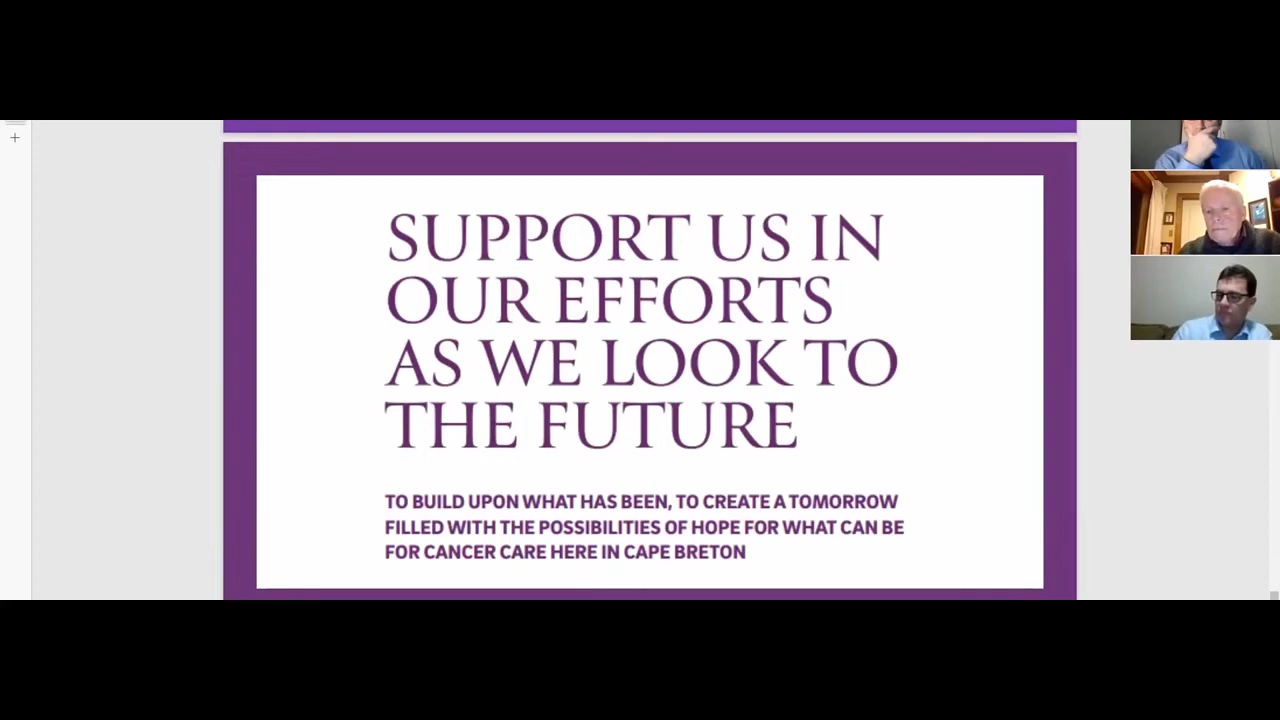 SUPPORT US IN
OUR EFFORTS
AS WE LOOK TO
THE FUTURE
TO BUILD UPON WHAT HAS BEEN, TO CREATE A TOMORROW
FILLED WITH THE POSSIBILITIES OF HOPE FOR WHAT CAN BE
FOR CANCER CARE HERE IN CAPE BRETON